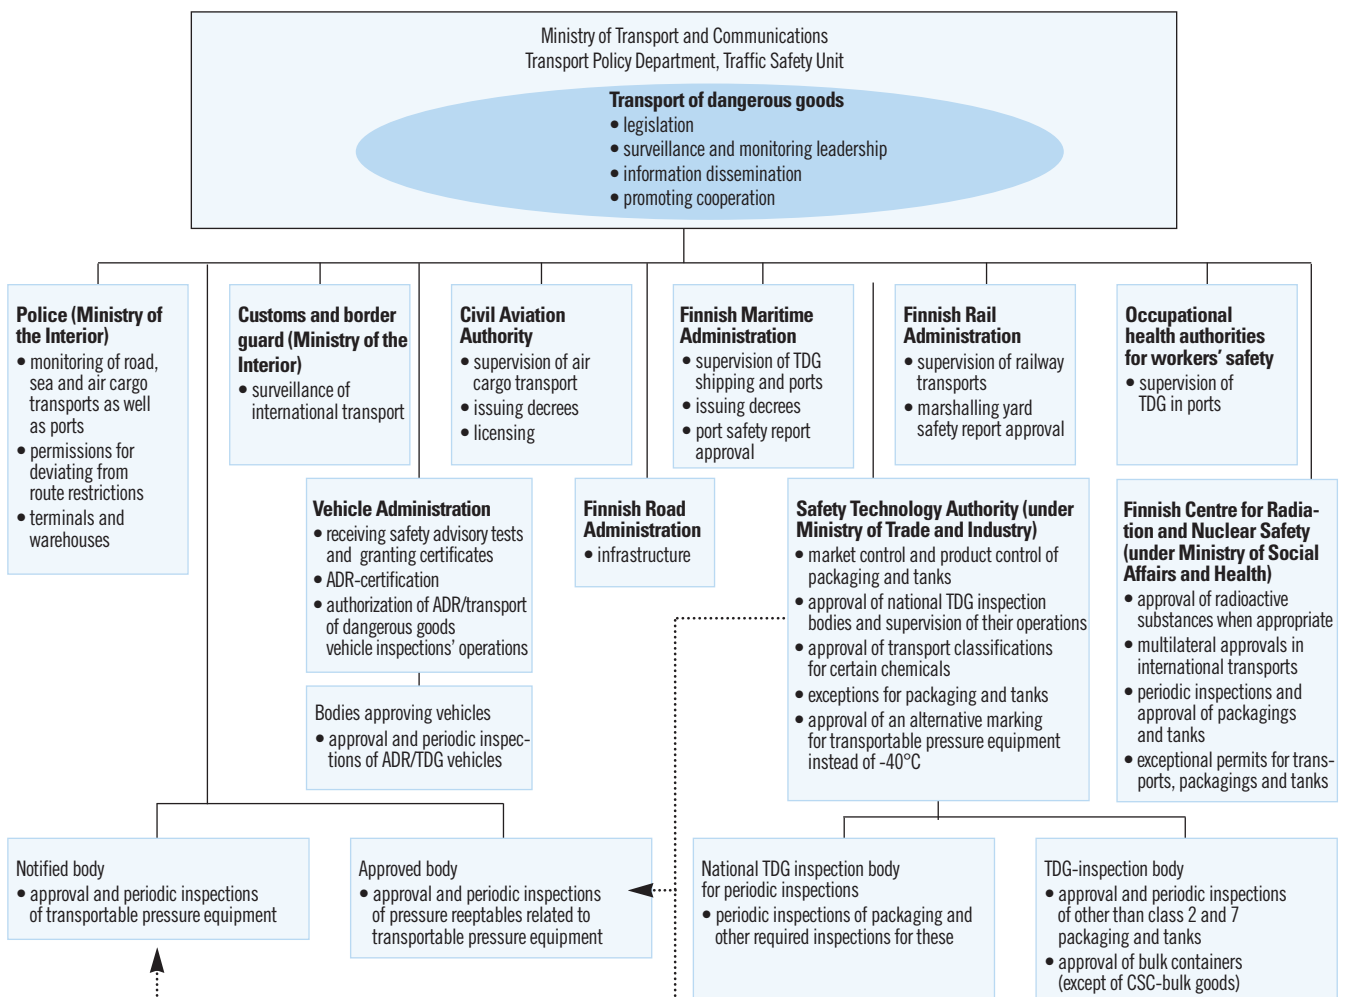 Ministry of Transport and Communications
Transport Policy Department, Traffic Safety Unit
Transport of dangerous goods
• legislation
• surveillance and monitoring leadership
• information dissemination
• promoting cooperation
Police (Ministry of
the Interior)
• monitoring of road,
sea and air cargo
transports as well
as ports
• permissions for
deviating from
route restrictions
• terminals and
warehouses
Customs and border
guard (Ministry of the
Interior)
• surveillance of
international transport
Civil Aviation
Authority
• supervision of air
cargo transport
• issuing decrees
• licensing
Finnish Maritime
Administration
• supervision of TDG
shipping and ports
• issuing decrees
• port safety report
approval
Finnish Rail
Administration
• supervision of railway
transports
• marshalling yard
safety report approval
Occupational
health authorities
for workers' safety
• supervision of
TDG in ports
Vehicle Administration
• receiving safety advisory tests
and granting certificates
• ADR-certification
• authorization of ADR/transport
of dangerous goods
vehicle inspections' operations
Finnish Road
Administration
• infrastructure
Safety Technology Authority (under
Ministry of Trade and Industry)
• market control and product control of
packaging and tanks
• approval of national TDG inspection
bodies and supervision of their operations
• approval of transport classifications
for certain chemicals
• exceptions for packaging and tanks
• approval of an alternative marking
for transportable pressure equipment
instead of -40°C
Finnish Centre for Radia-
tion and Nuclear Safety
(under Ministry of Social
Affairs and Health)
• approval of radioactive
substances when appropriate
• multilateral approvals in
international transports
• periodic inspections and
approval of packagings
and tanks
• exceptional permits for trans-
ports, packagings and tanks
Bodies approving vehicles
• approval and periodic inspec-
tions of ADR/TDG vehicles
Notified body
• approval and periodic inspections
of transportable pressure equipment
Approved body
• approval and periodic inspections
of pressure reeptables related to
transportable pressure equipment
National TDG inspection body
for periodic inspections
• periodic inspections of packaging and
other required inspections for these
TDG-inspection body
• approval and periodic inspections
of other than class 2 and 7
packaging and tanks
• approval of bulk containers
(except of CSC-bulk goods)